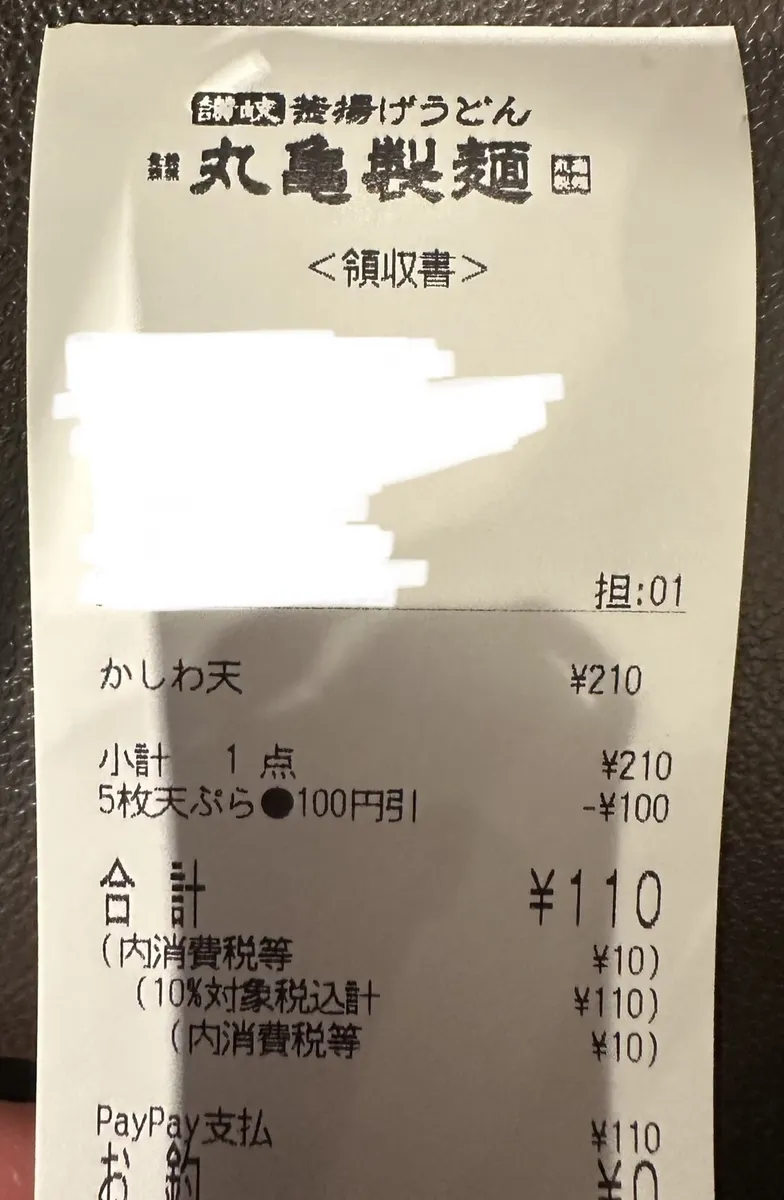 讃岐 釜揚げうどん
丸亀製麺
<領収書>
担:01
かしわ天 ¥210
小計 1 点 ¥210
5枚天ぷら●100円引 -¥100
合 計 ¥110
(内消費税等 ¥10)
(10%対象税込計 ¥110)
(内消費税等 ¥10)
PayPay支払 ¥110
お 釣 ¥0